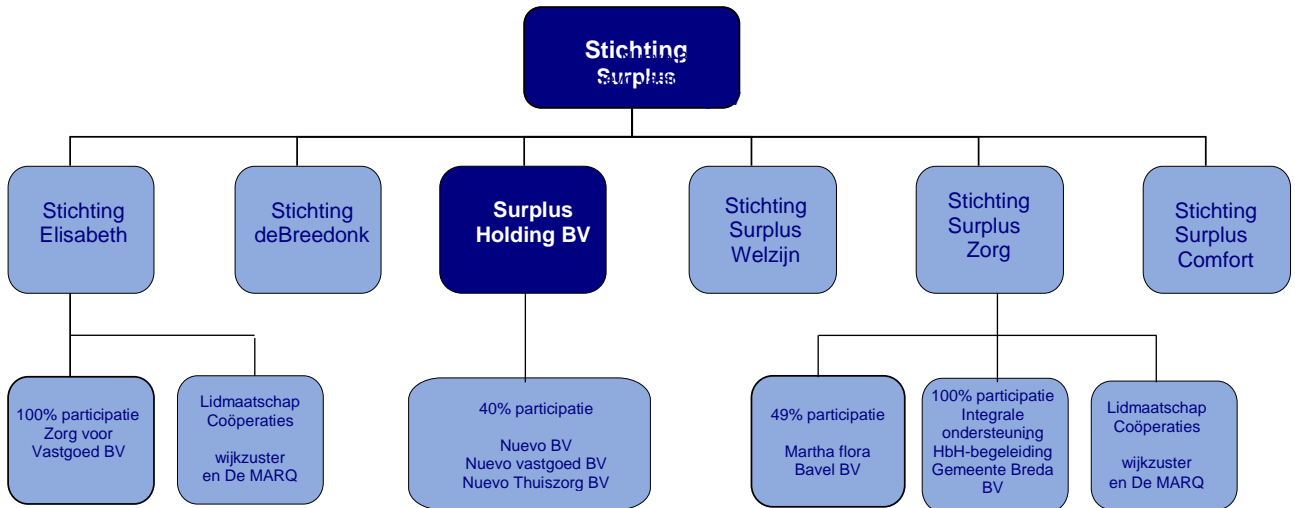 Stichting
Surplus
Stichting
Elisabeth
Stichting
deBreedonk
Surplus
Holding BV
Stichting
Surplus
Welzijn
Stichting
Surplus
Zorg
Stichting
Surplus
Comfort
100% participatie
Zorg voor
Vastgoed BV
Lidmaatschap
Coöperaties
wijkzuster
en De MARQ
40% participatie
Nuevo BV
Nuevo vastgoed BV
Nuevo Thuiszorg BV
49% participatie
Martha flora
Bavel BV
100% participatie
Integrale
ondersteuning
HbH-begeleiding
Gemeente Breda
BV
Lidmaatschap
Coöperaties
wijkzuster
en De MARQ